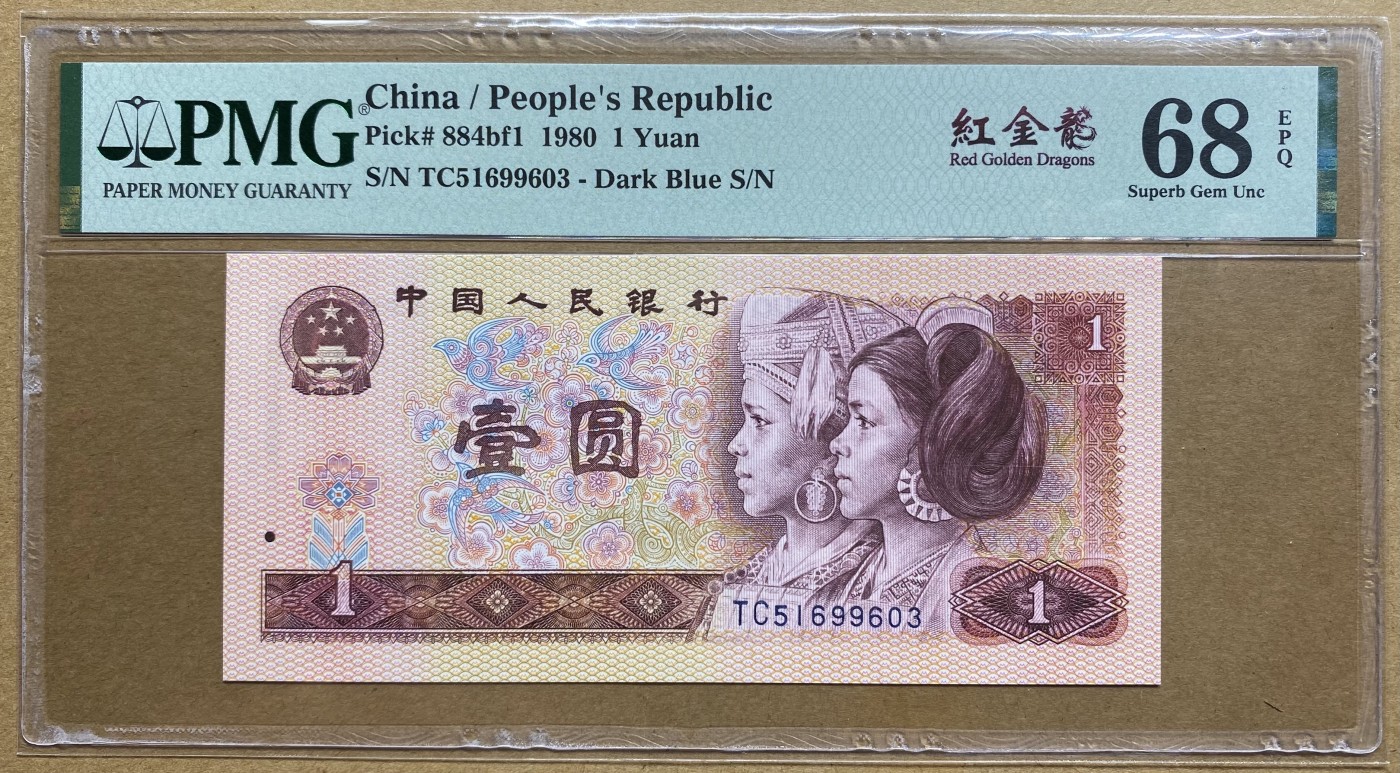 PMG®
PAPER MONEY GUARANTY
China / People's Republic
Pick# 884bf1 1980 1 Yuan
S/N TC51699603 - Dark Blue S/N
紅金龍
Red Golden Dragons
68
EPQ
Superb Gem Unc
中国人民银行
1
壹圆
1
TC51699603
1